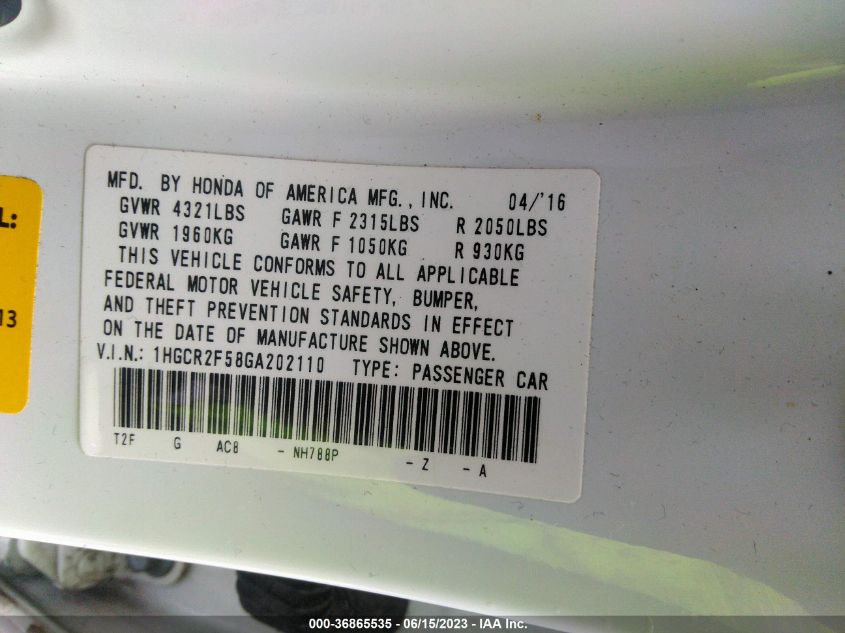 MFD. BY HONDA OF AMERICA MFG., INC. 04/'16
GVWR 4321LBS GAWR F 2315LBS R 2050LBS
GVWR 1960KG GAWR F 1050KG R 930KG
THIS VEHICLE CONFORMS TO ALL APPLICABLE
FEDERAL MOTOR VEHICLE SAFETY, BUMPER,
AND THEFT PREVENTION STANDARDS IN EFFECT
ON THE DATE OF MANUFACTURE SHOWN ABOVE.
V.I.N.: 1HGCR2F58GA202110 TYPE: PASSENGER CAR
T2F G AC8 - NH788P - Z - A
L:
13
000-36865535 - 06/15/2023 - IAA Inc.